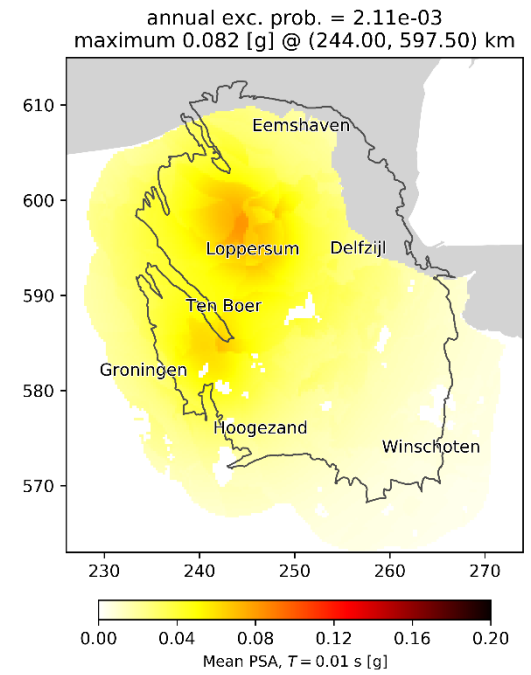 annual exc. prob. = 2.11e-03
maximum 0.082 [g] @ (244.00, 597.50) km
610
Eemshaven
600
Loppersum Delfzijl
590
Ten Boer
Groningen
580
Hoogezand
Winschoten
570
230 240 250 260 270
0.00 0.04 0.08 0.12 0.16 0.20
Mean PSA, T = 0.01 s [g]